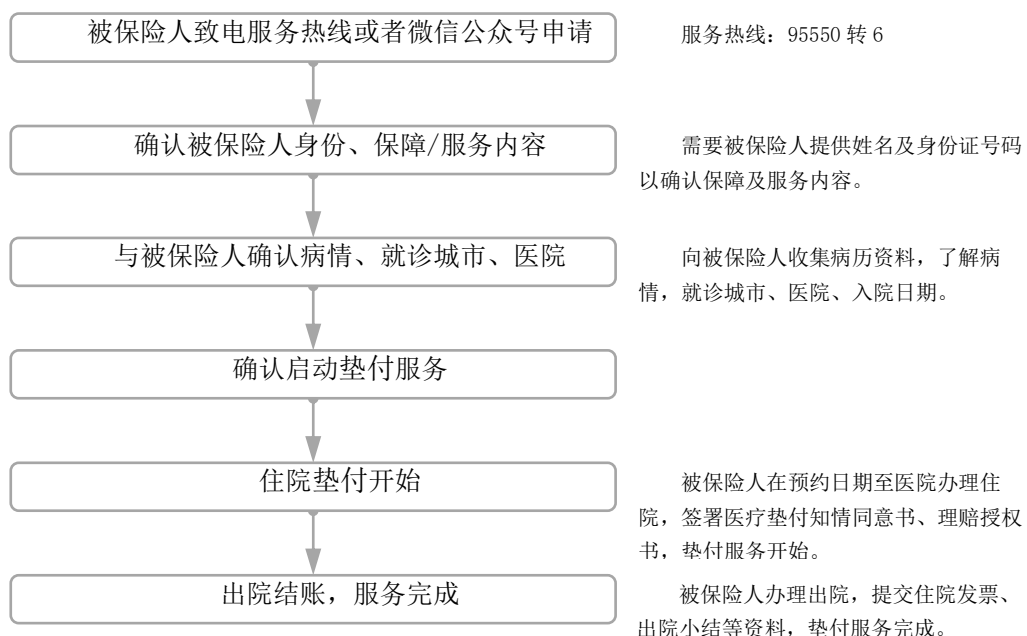 被保险人致电服务热线或者微信公众号申请
服务热线：95550 转 6
确认被保险人身份、保障/服务内容
需要被保险人提供姓名及身份证号码
以确认保障及服务内容。
与被保险人确认病情、就诊城市、医院
向被保险人收集病历资料，了解病
情，就诊城市、医院、入院日期。
确认启动垫付服务
住院垫付开始
被保险人在预约日期至医院办理住
院，签署医疗垫付知情同意书、理赔授权
书，垫付服务开始。
出院结账，服务完成
被保险人办理出院，提交住院发票、
出院小结等资料，垫付服务完成。